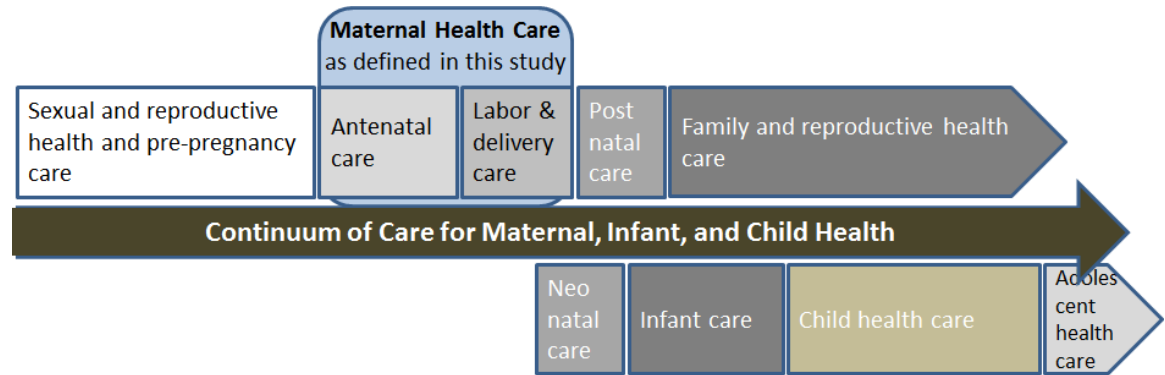 Maternal Health Care
as defined in this study
Sexual and reproductive
health and pre-pregnancy
care
Antenatal
care
Labor &
delivery
care
Post
natal
care
Family and reproductive health
care
Continuum of Care for Maternal, Infant, and Child Health
Neo
natal
care
Infant care
Child health care
Adoles
cent
health
care